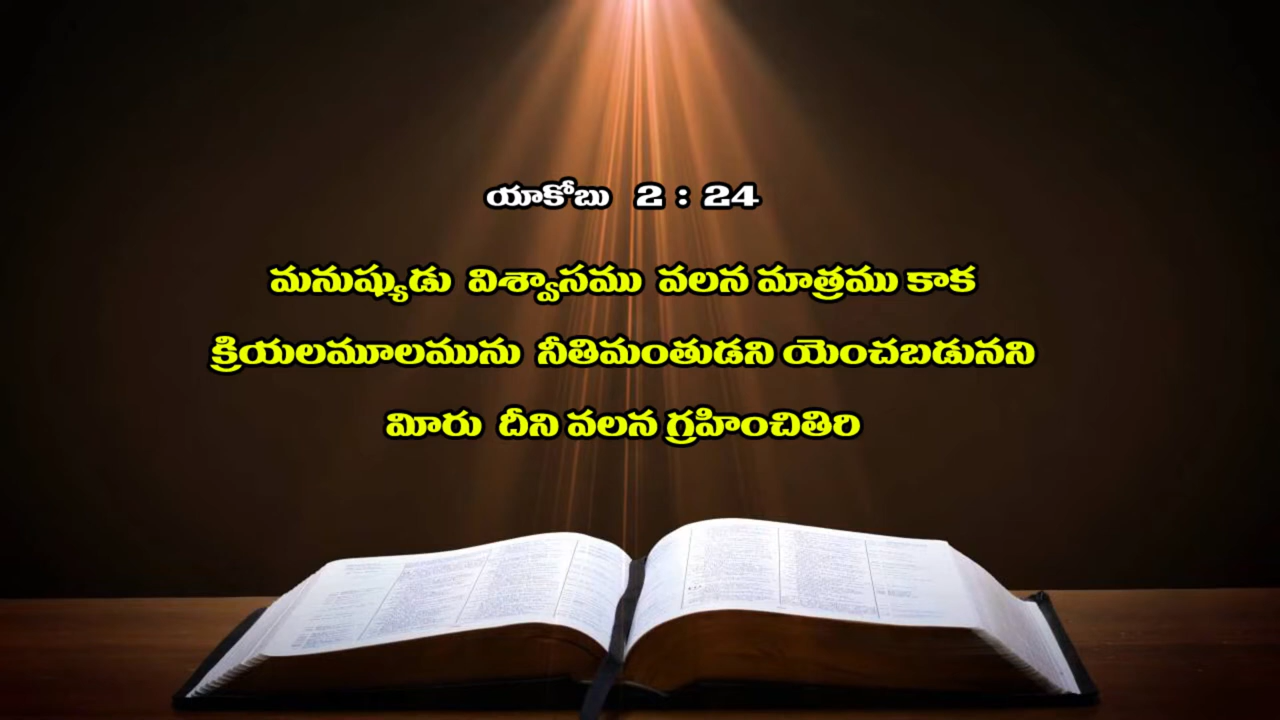 యాకోబు 2 : 24
మనుష్యుడు విశ్వాసము వలన మాత్రము కాక
క్రియలమూలమును నీతిమంతుడని యెంచబడునని
మీరు దీని వలన గ్రహించితిరి